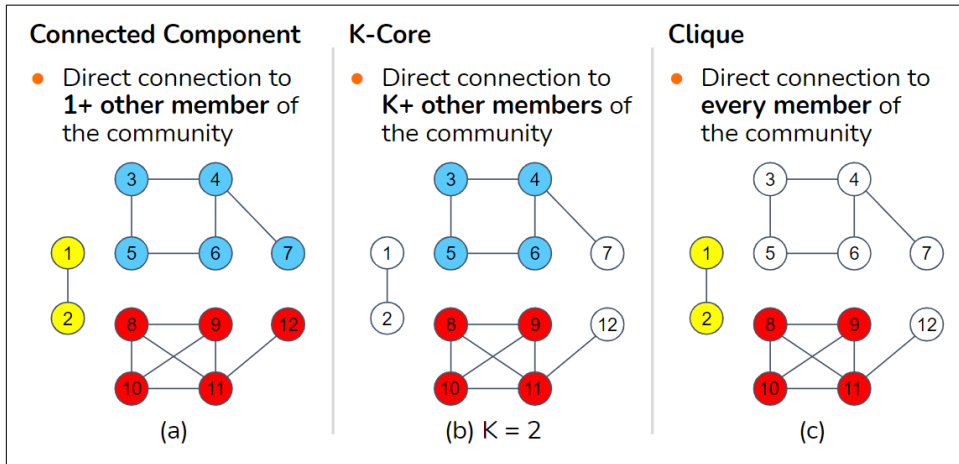 Connected Component
Direct connection to
1+ other member of
the community
3
4
1
5
6
7
2
8
9
12
10
11
(a)
K-Core
Direct connection to
K+ other members of
the community
3
4
1
5
6
7
2
8
9
12
10
11
(b) K = 2
Clique
Direct connection to
every member of
the community
3
4
1
5
6
7
2
8
9
12
10
11
(c)